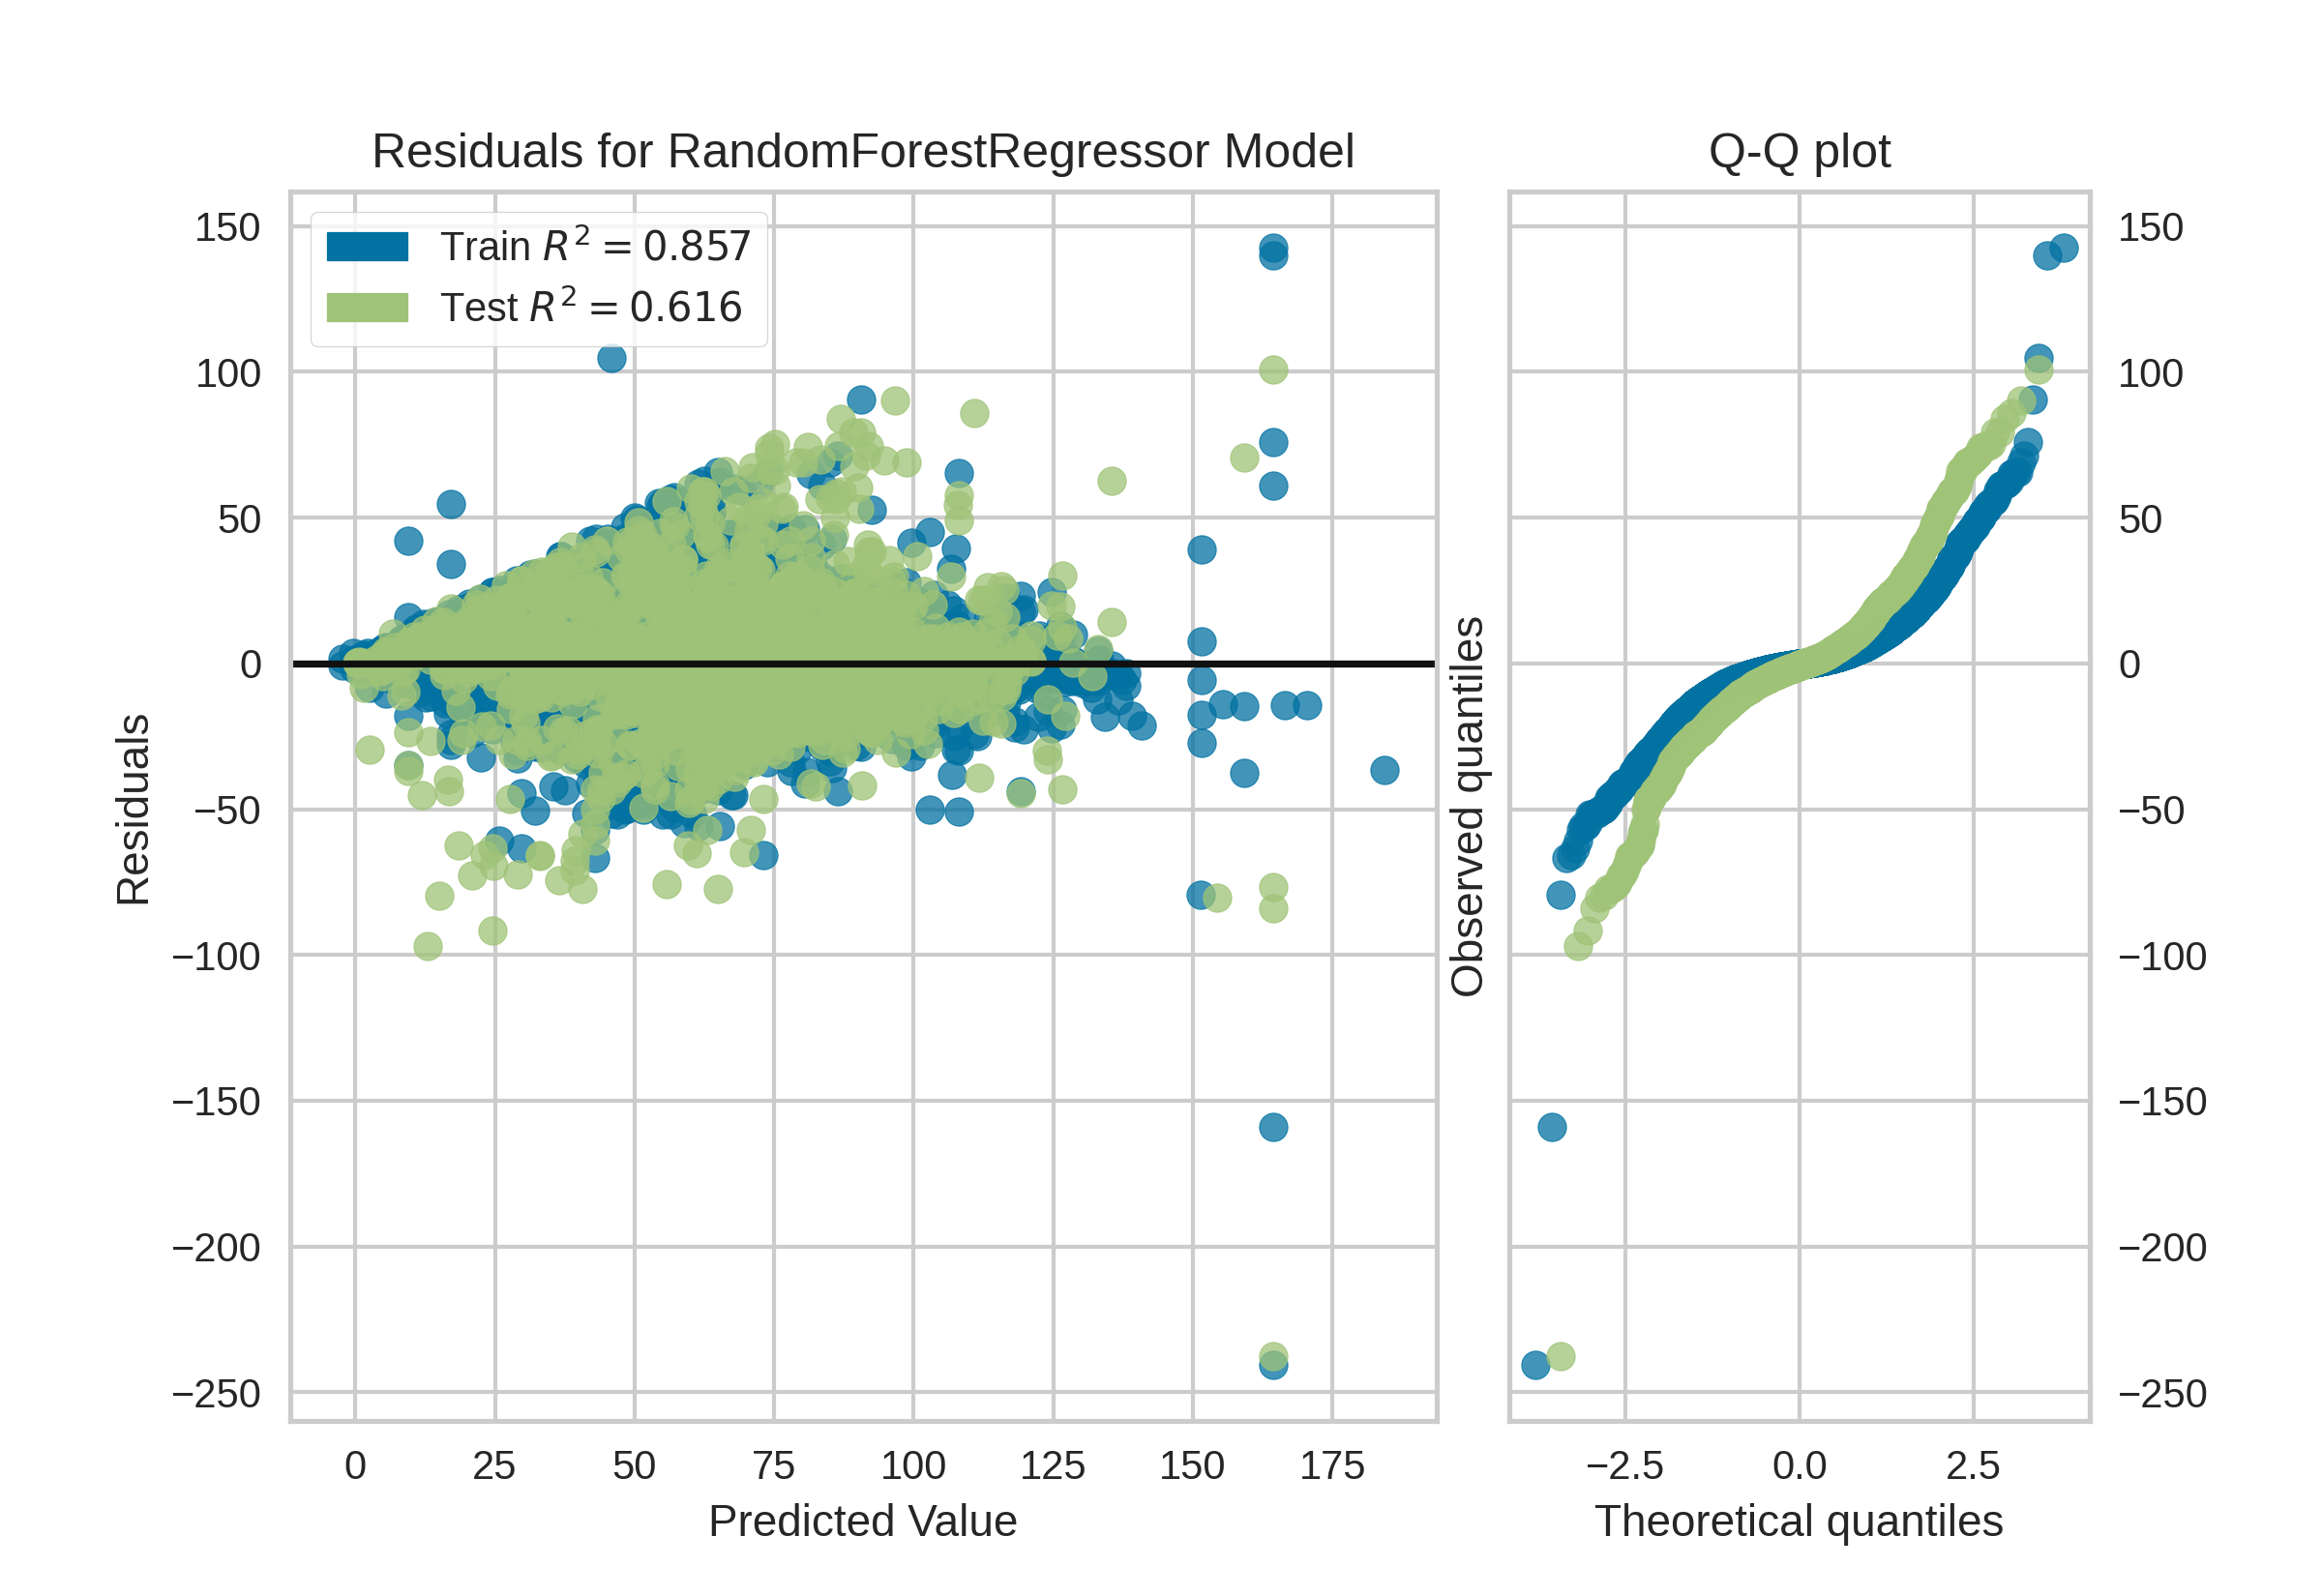 Residuals for RandomForestRegressor Model
Train R² = 0.857
Test R² = 0.616
150
100
50
0
−50
−100
−150
−200
−250
Residuals
0 25 50 75 100 125 150 175
Predicted Value
Q-Q plot
Observed quantiles
150
100
50
0
−50
−100
−150
−200
−250
−2.5 0.0 2.5
Theoretical quantiles